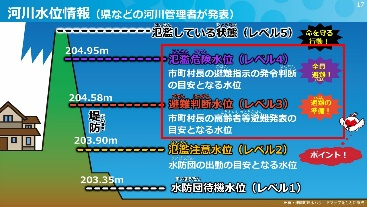 河川水位情報（県などの河川管理者が発表）
17
氾濫している状態（レベル5）
命を守る
行動！
204.95m
氾濫危険水位（レベル4）
全員
避難！
市町村長の避難指示の発令判断
の目安となる水位
204.58m
避難判断水位（レベル3）
避難の
準備！
市町村長の高齢者等避難発表の
目安となる水位
堤防
203.90m
氾濫注意水位（レベル2）
水防団の出動の目安となる水位
ポイント！
203.35m
水防団待機水位（レベル1）